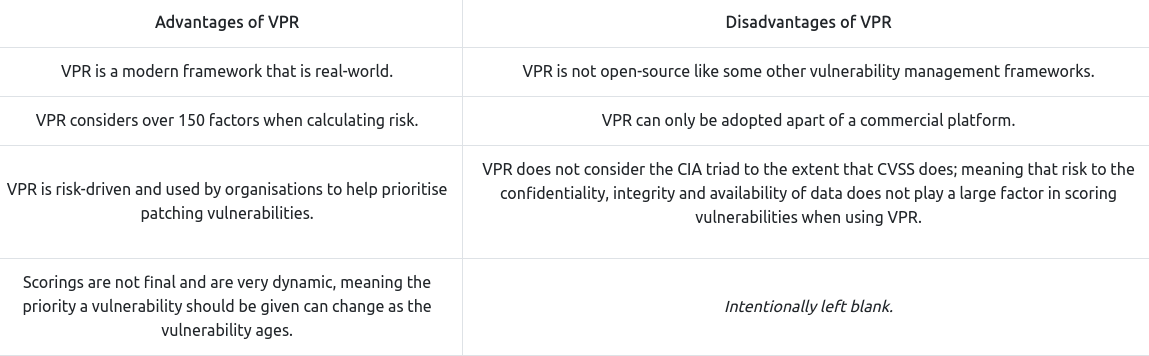 Advantages of VPR
Disadvantages of VPR
VPR is a modern framework that is real-world.
VPR is not open-source like some other vulnerability management frameworks.
VPR considers over 150 factors when calculating risk.
VPR can only be adopted apart of a commercial platform.
VPR is risk-driven and used by organisations to help prioritise
patching vulnerabilities.
VPR does not consider the CIA triad to the extent that CVSS does; meaning that risk to the
confidentiality, integrity and availability of data does not play a large factor in scoring
vulnerabilities when using VPR.
Scorings are not final and are very dynamic, meaning the
priority a vulnerability should be given can change as the
vulnerability ages.
Intentionally left blank.